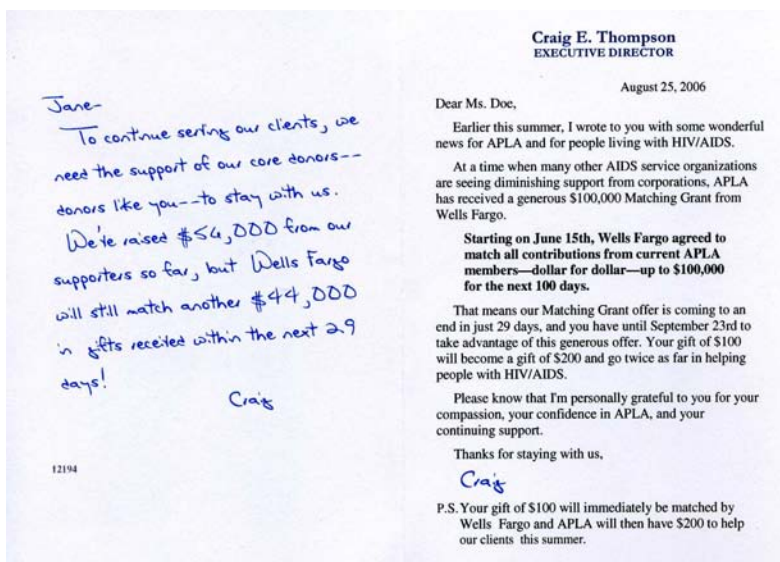 Jane-
To continue serving our clients, we
need the support of our core donors--
donors like you--to stay with us.
We've raised $54,000 from our
supporters so far, but Wells Fargo
will still match another $44,000
in gifts received within the next 29
days!
Craig
12194
Craig E. Thompson
EXECUTIVE DIRECTOR
August 25, 2006
Dear Ms. Doe,
Earlier this summer, I wrote to you with some wonderful
news for APLA and for people living with HIV/AIDS.
At a time when many other AIDS service organizations
are seeing diminishing support from corporations, APLA
has received a generous $100,000 Matching Grant from
Wells Fargo.
Starting on June 15th, Wells Fargo agreed to
match all contributions from current APLA
members—dollar for dollar—up to $100,000
for the next 100 days.
That means our Matching Grant offer is coming to an
end in just 29 days, and you have until September 23rd to
take advantage of this generous offer. Your gift of $100
will become a gift of $200 and go twice as far in helping
people with HIV/AIDS.
Please know that I'm personally grateful to you for your
compassion, your confidence in APLA, and your
continuing support.
Thanks for staying with us,
Craig
P.S. Your gift of $100 will immediately be matched by
Wells Fargo and APLA will then have $200 to help
our clients this summer.